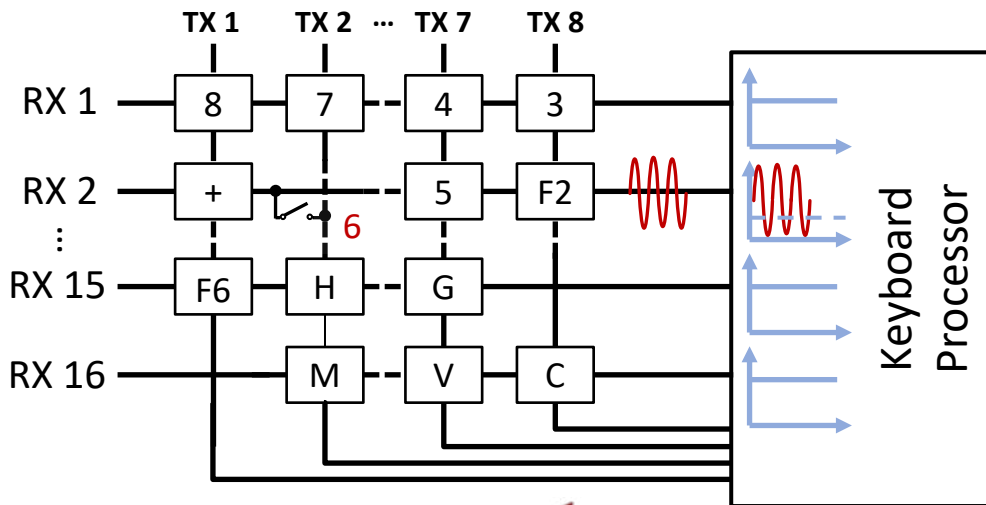 TX 1 TX 2 ... TX 7 TX 8
RX 1 8 7 4 3
RX 2 + 5 F2
6
...
RX 15 F6 H G
RX 16 M V C
Keyboard
Processor